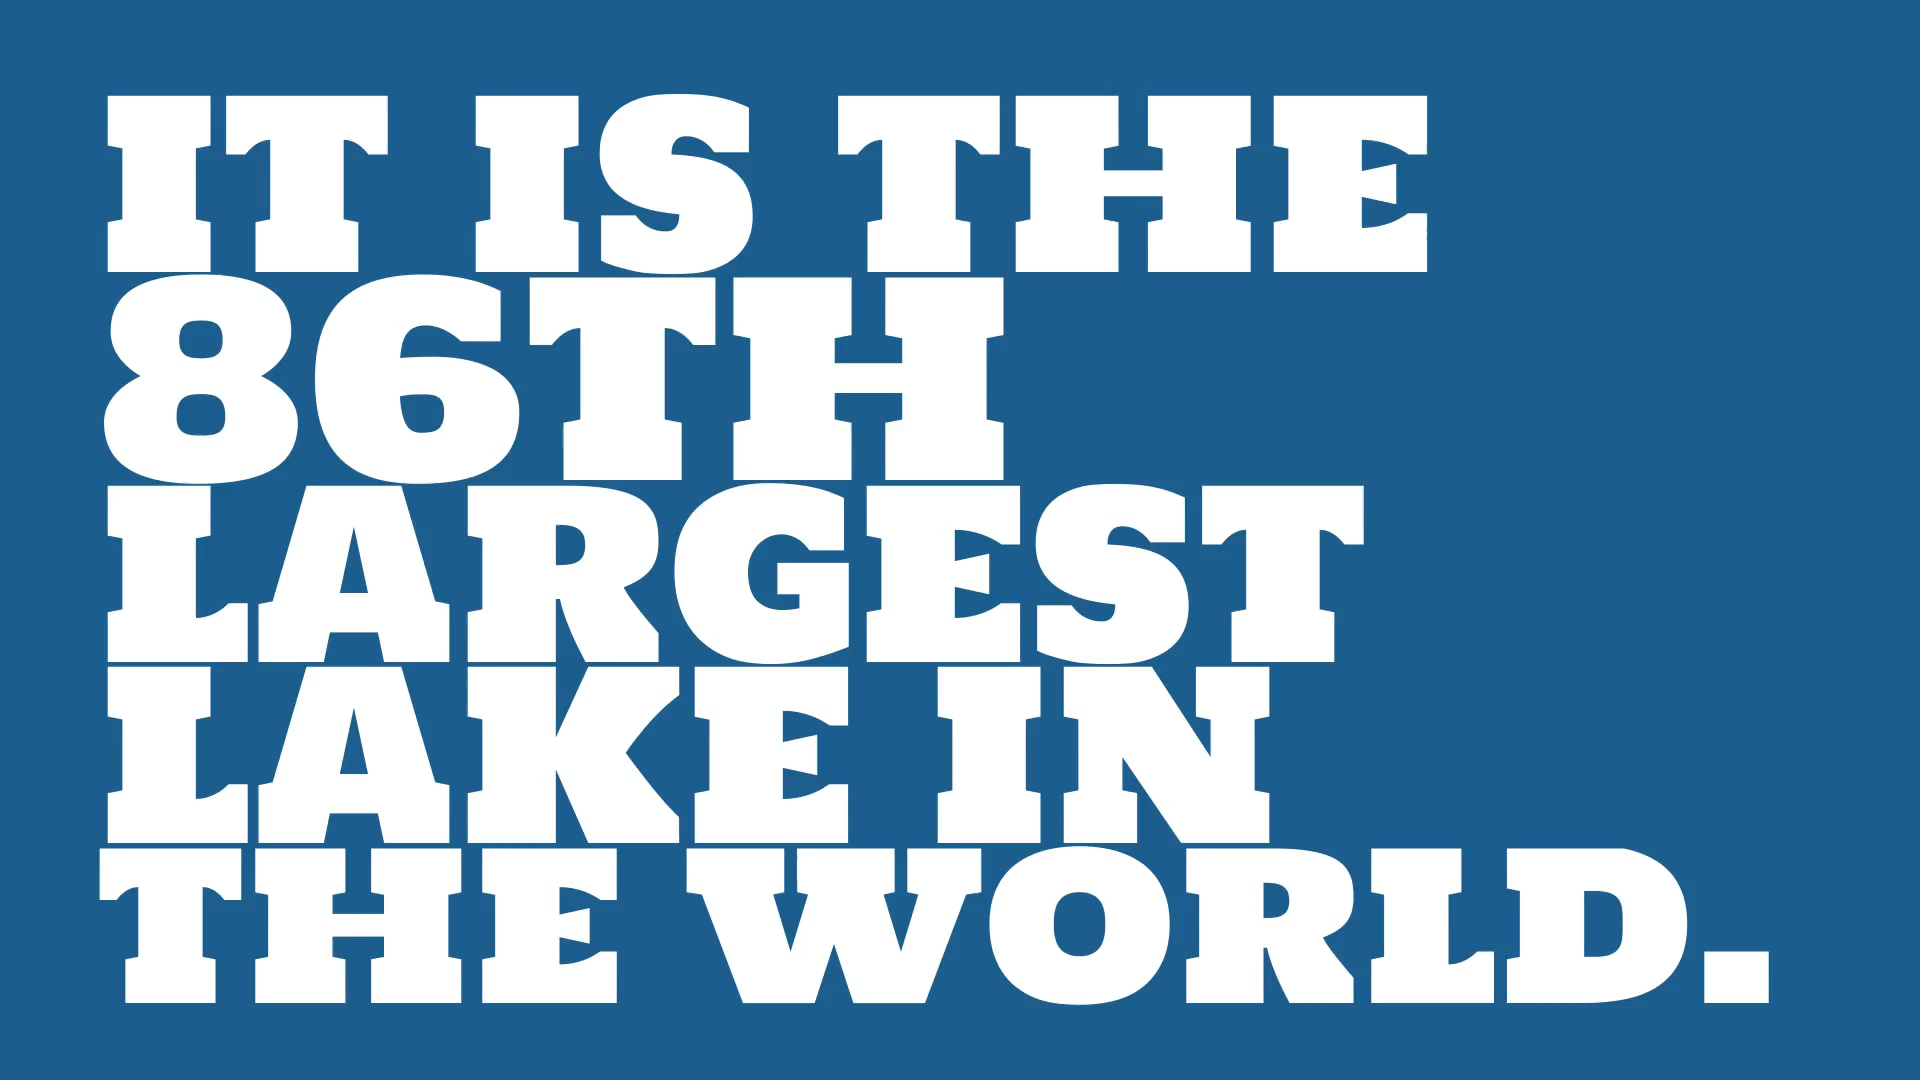 IT IS THE
86TH
LARGEST
LAKE IN
THE WORLD.